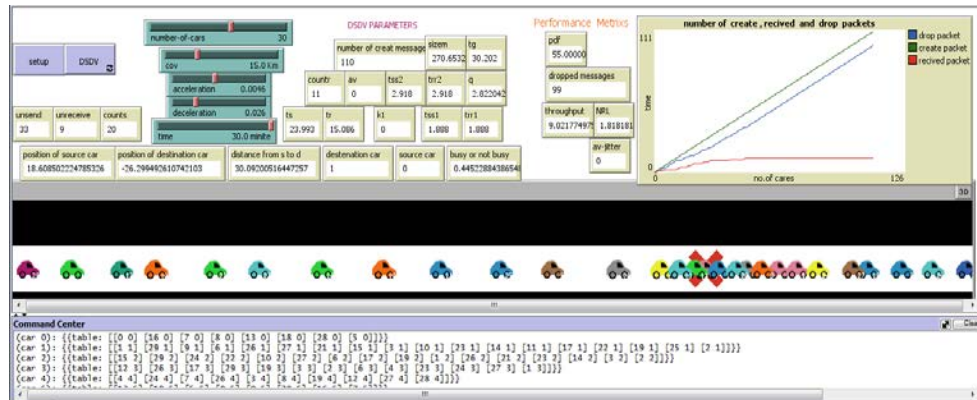 DSDV PARAMETERS
Performance Metrixs
number of create, recived and drop packets
number-of-cars 30
number of creat message
110
sizem
270.6532
tg
30.202
pdf
55.00000
111
drop packet
create packet
recived packet
setup
DSDV
cov 15.0 Km
acceleration 0.0046
deceleration 0.026
time 30.0 minite
countr
11
av
0
tss2
2.918
trr2
2.918
q
2.822042
dropped messages
99
time
unsend
33
unreceive
9
counts
20
ts
23.993
tr
15.086
k1
0
tss1
1.888
trr1
1.888
throughput
9.021774975
NRL
1.818181
av-jitter
0
0
0
no.of cares
126
position of source car
18.608502224785326
position of destination car
-26.299492610742103
distance from s to d
30.09200516447257
destenation car
1
source car
0
busy or not busy
0.4452288438654
3D
Command Center
Clear
(car 0): {{table: [[0 0] [16 0] [7 0] [8 0] [13 0] [18 0] [28 0] [5 0]]}}
(car 1): {{table: [[1 1] [29 1] [9 1] [6 1] [26 1] [27 1] [21 1] [15 1] [3 1] [10 1] [23 1] [14 1] [11 1] [17 1] [22 1] [19 1] [25 1] [2 1]]}}
(car 2): {{table: [[15 2] [29 2] [24 2] [22 2] [10 2] [27 2] [6 2] [17 2] [19 2] [1 2] [26 2] [21 2] [23 2] [14 2] [3 2] [2 2]]}}
(car 3): {{table: [[12 3] [26 3] [17 3] [29 3] [19 3] [3 3] [2 3] [6 3] [4 3] [23 3] [24 3] [27 3] [1 3]]}}
(car 4): {{table: [[4 4] [24 4] [7 4] [26 4] [3 4] [8 4] [19 4] [12 4] [27 4] [28 4]]}}